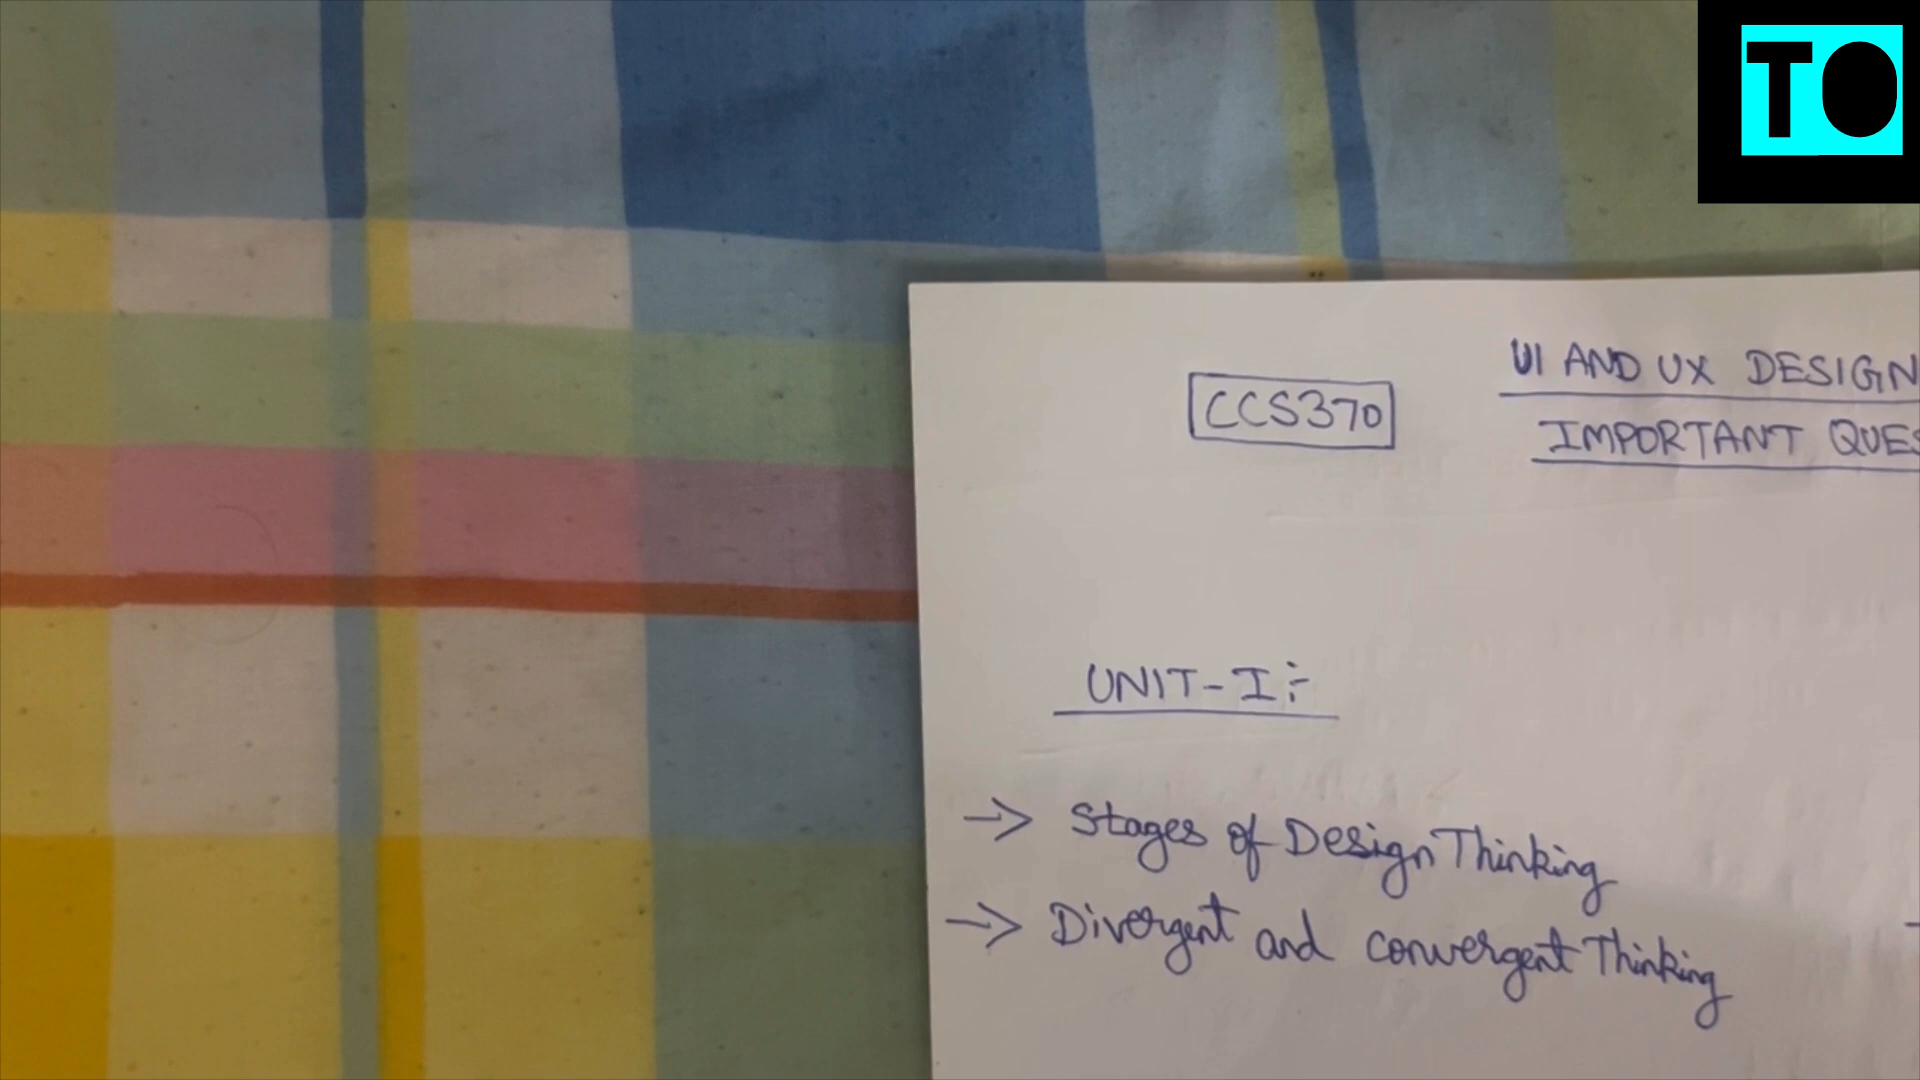 TO
UI AND UX DESIGN
CCS370
IMPORTANT QUES
UNIT-I:-
→ Stages of Design Thinking
→ Divergent and convergent Thinking